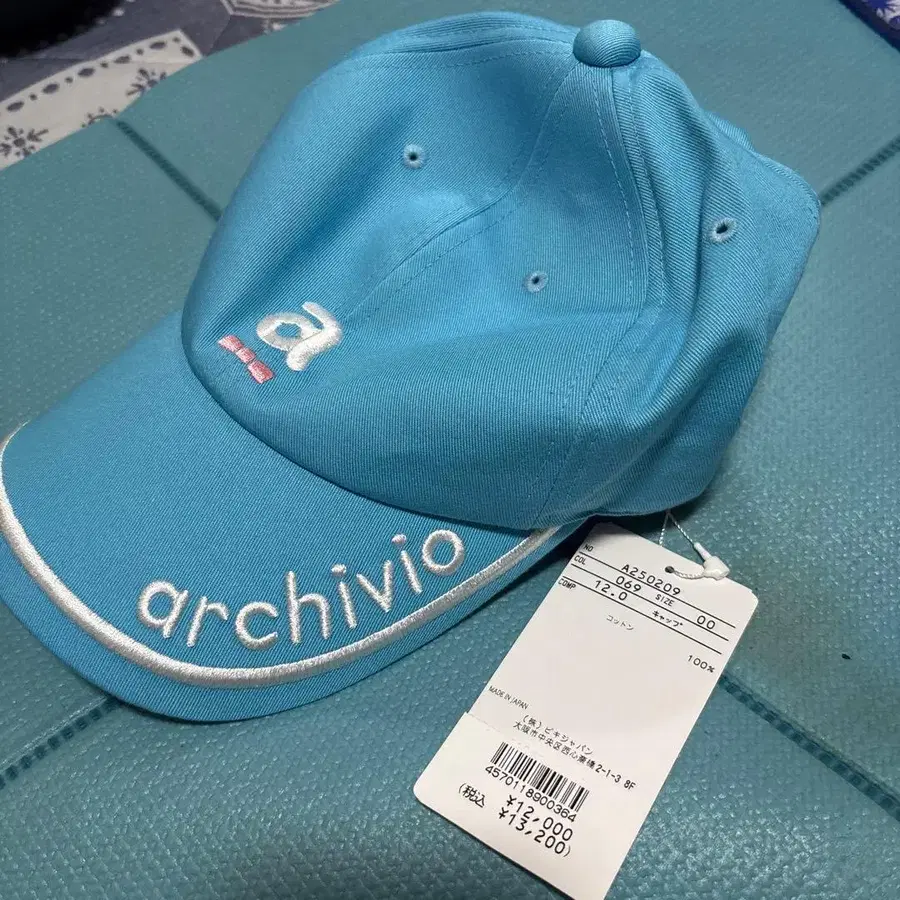 a
archivio
NO A250209
COL 069 SIZE 00
COMP 12.0 キャップ
コットン 100%
MADE IN JAPAN
(株)ビキジャパン
大阪市中央区西心斎橋2-1-3 8F
4570118900364
¥12,000
(税込 ¥13,200)